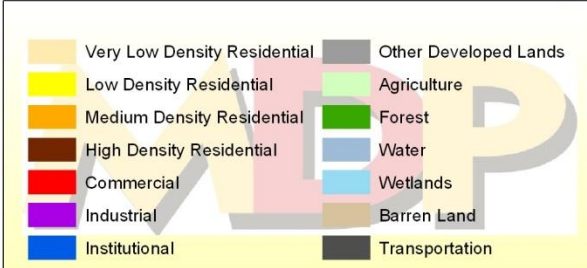 Very Low Density Residential
Low Density Residential
Medium Density Residential
High Density Residential
Commercial
Industrial
Institutional
Other Developed Lands
Agriculture
Forest
Water
Wetlands
Barren Land
Transportation
MDP